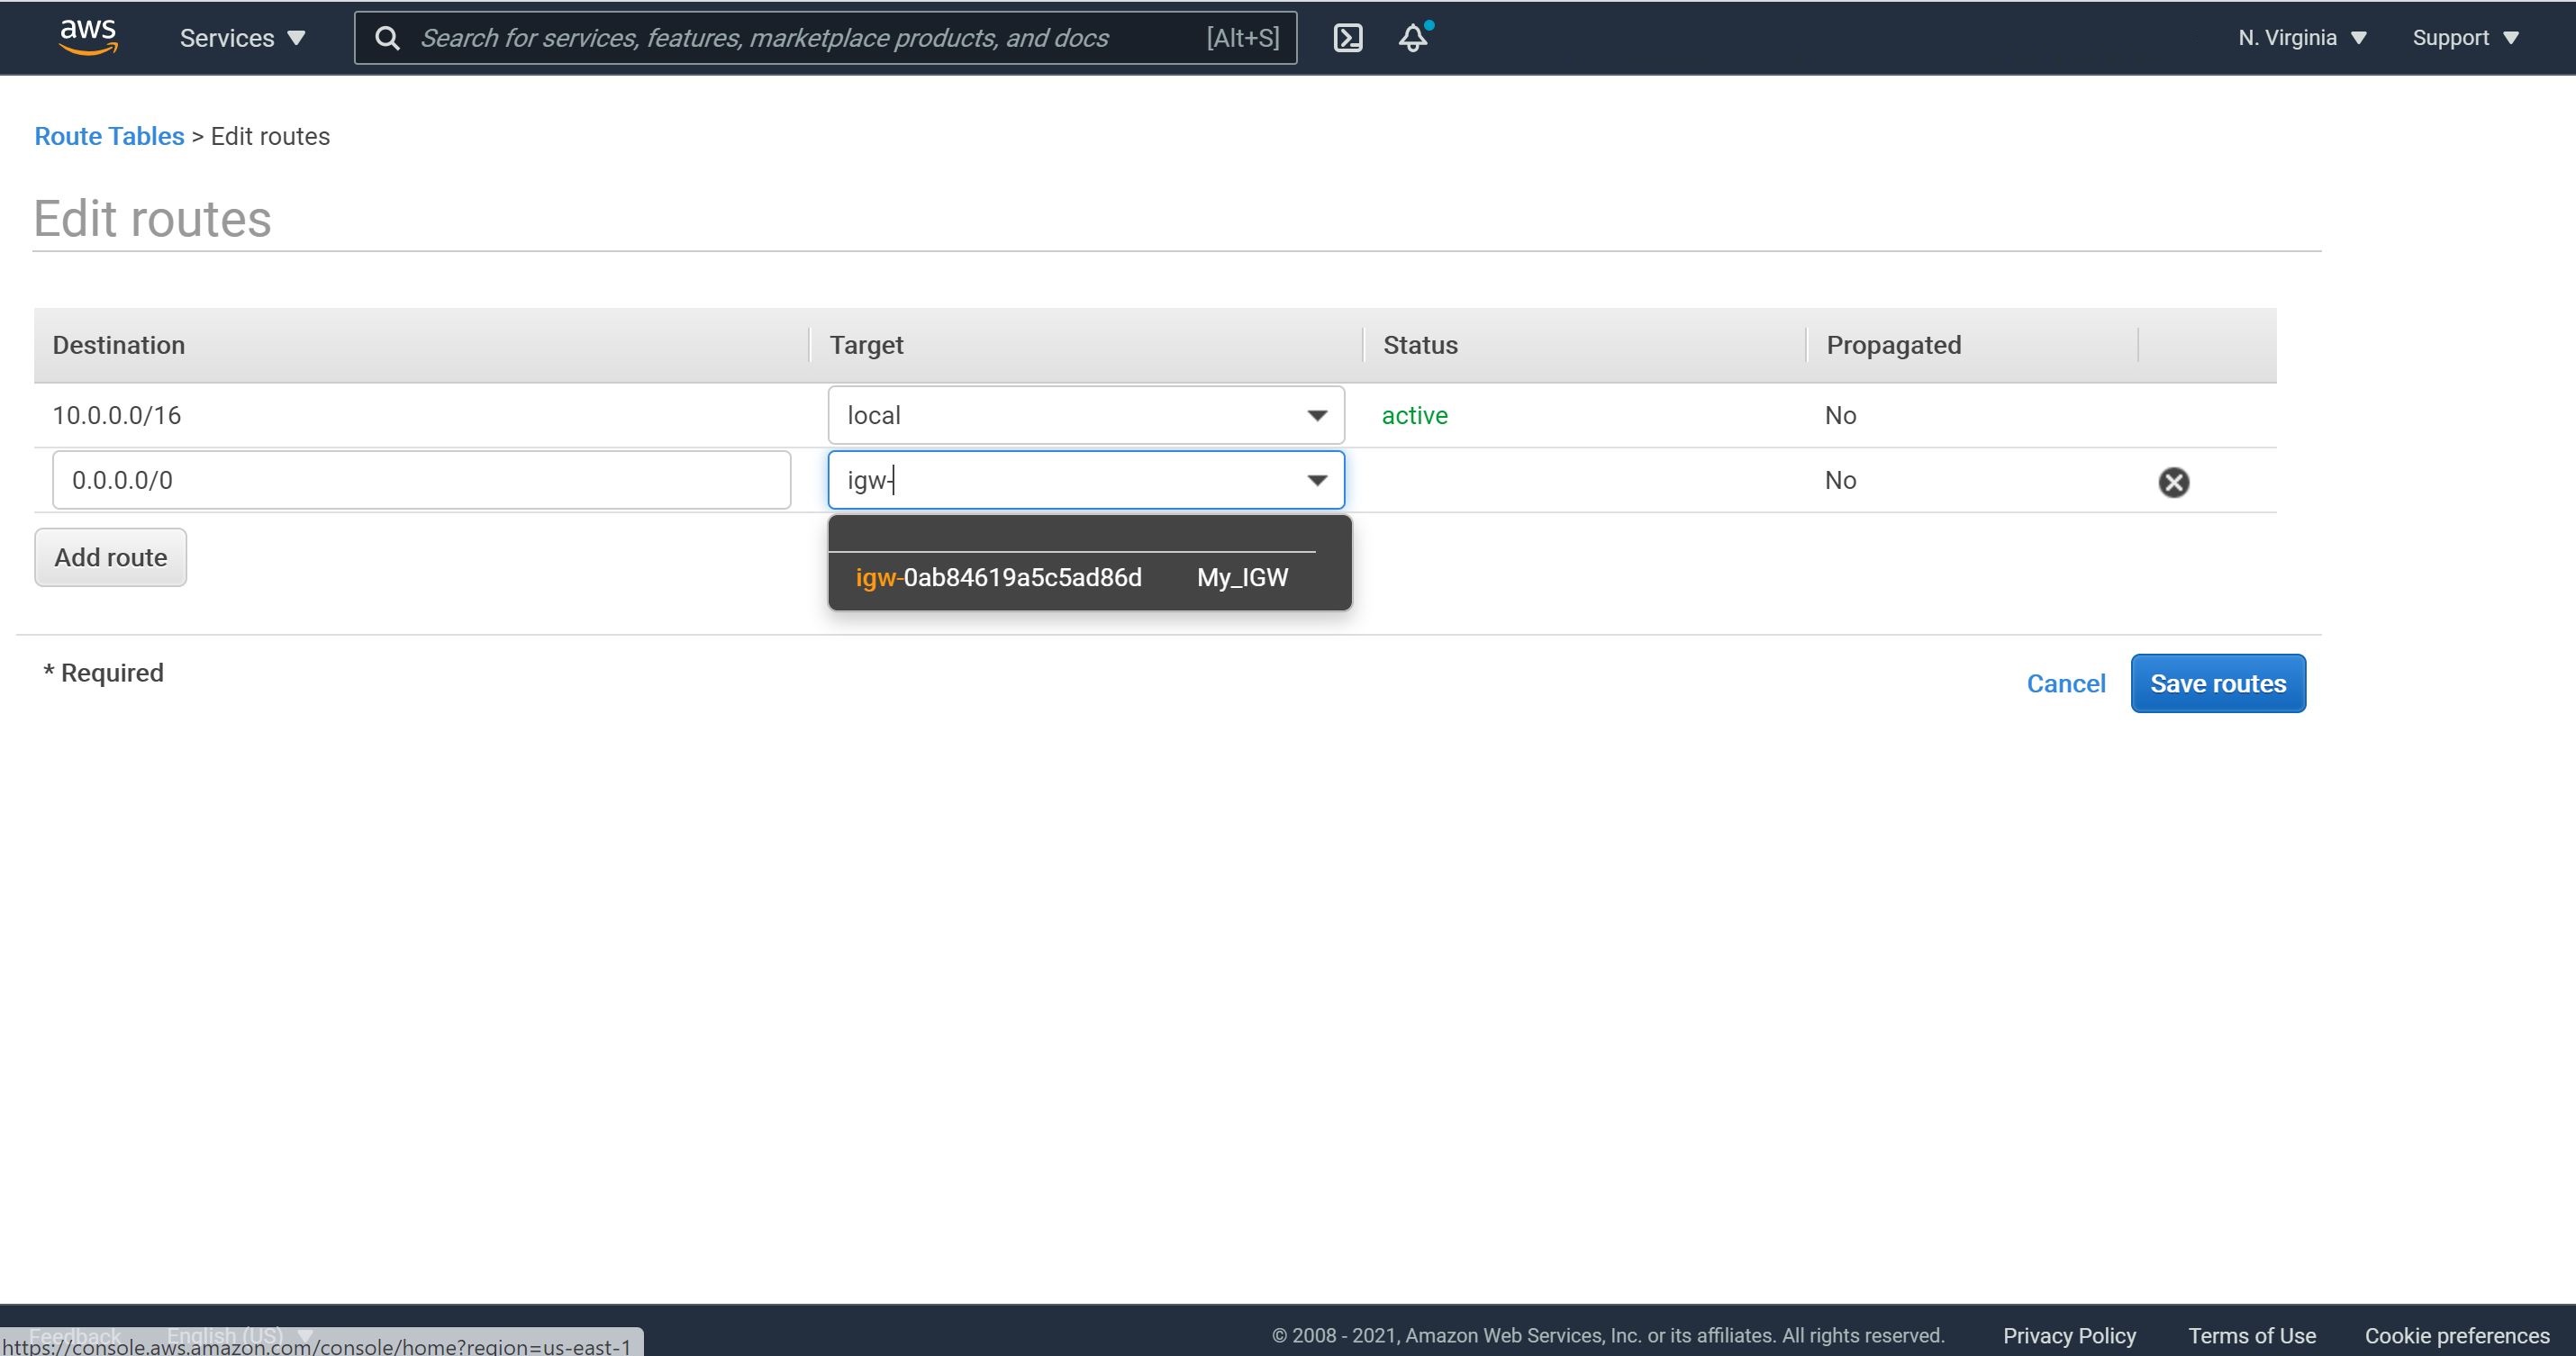 aws Services Search for services, features, marketplace products, and docs [Alt+S] N. Virginia Support
Route Tables > Edit routes
Edit routes
Destination Target Status Propagated
10.0.0.0/16 local active No
0.0.0.0/0 igw- No
Add route
igw-0ab84619a5c5ad86d My_IGW
* Required
Cancel Save routes
Feedback English (US) © 2008 - 2021, Amazon Web Services, Inc. or its affiliates. All rights reserved. Privacy Policy Terms of Use Cookie preferences
https://console.aws.amazon.com/console/home?region=us-east-1